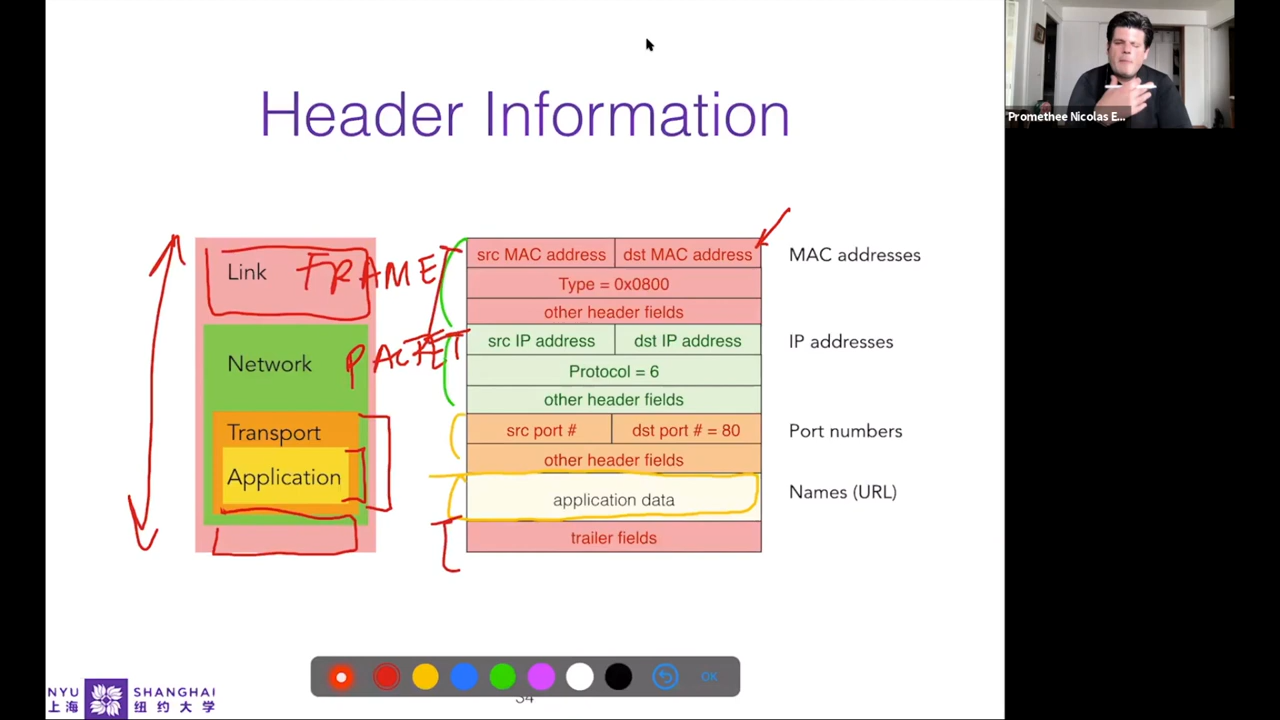 Promethee Nicolas E...
Header Information
Link
FRAME
Network
PACKET
Transport
Application
src MAC address
dst MAC address
MAC addresses
Type = 0x0800
other header fields
src IP address
dst IP address
IP addresses
Protocol = 6
other header fields
src port #
dst port # = 80
Port numbers
other header fields
application data
Names (URL)
trailer fields
OK
34
NYU SHANGHAI
上海 纽约大学